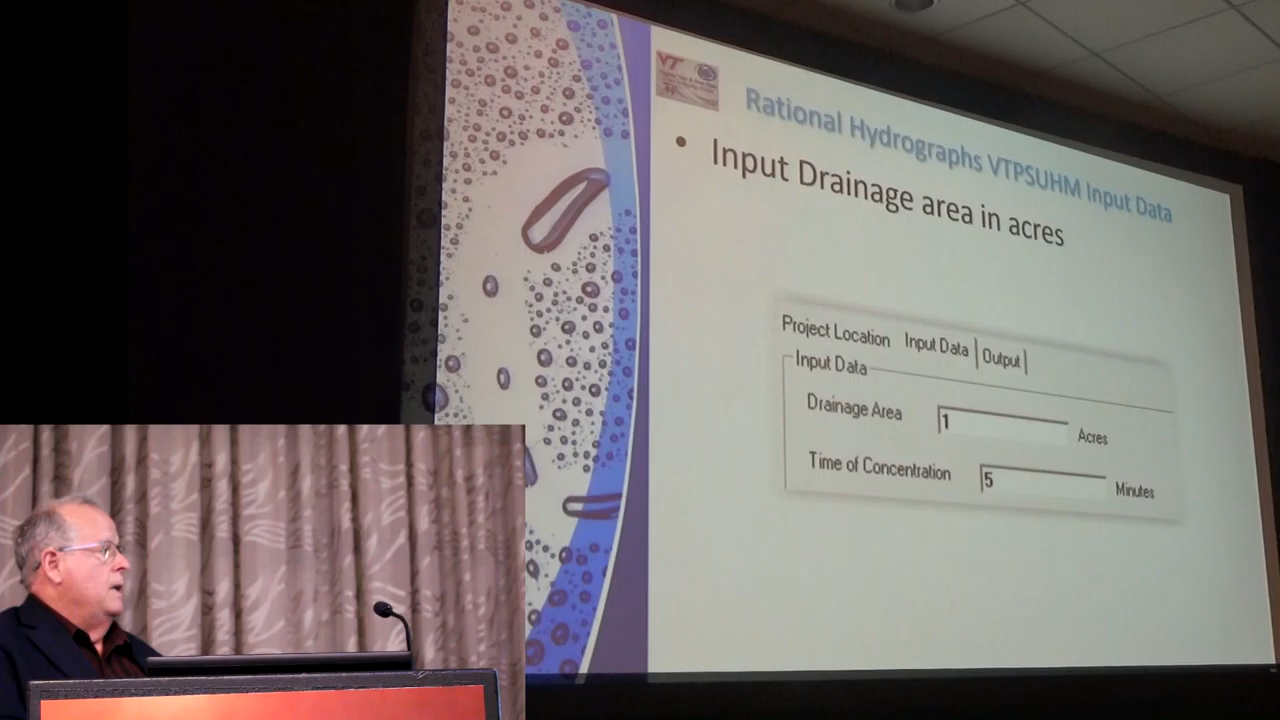 VT
Rational Hydrographs VTPSUHM Input Data
• Input Drainage area in acres
Project Location Input Data Output
Input Data
Drainage Area 1 Acres
Time of Concentration 5 Minutes